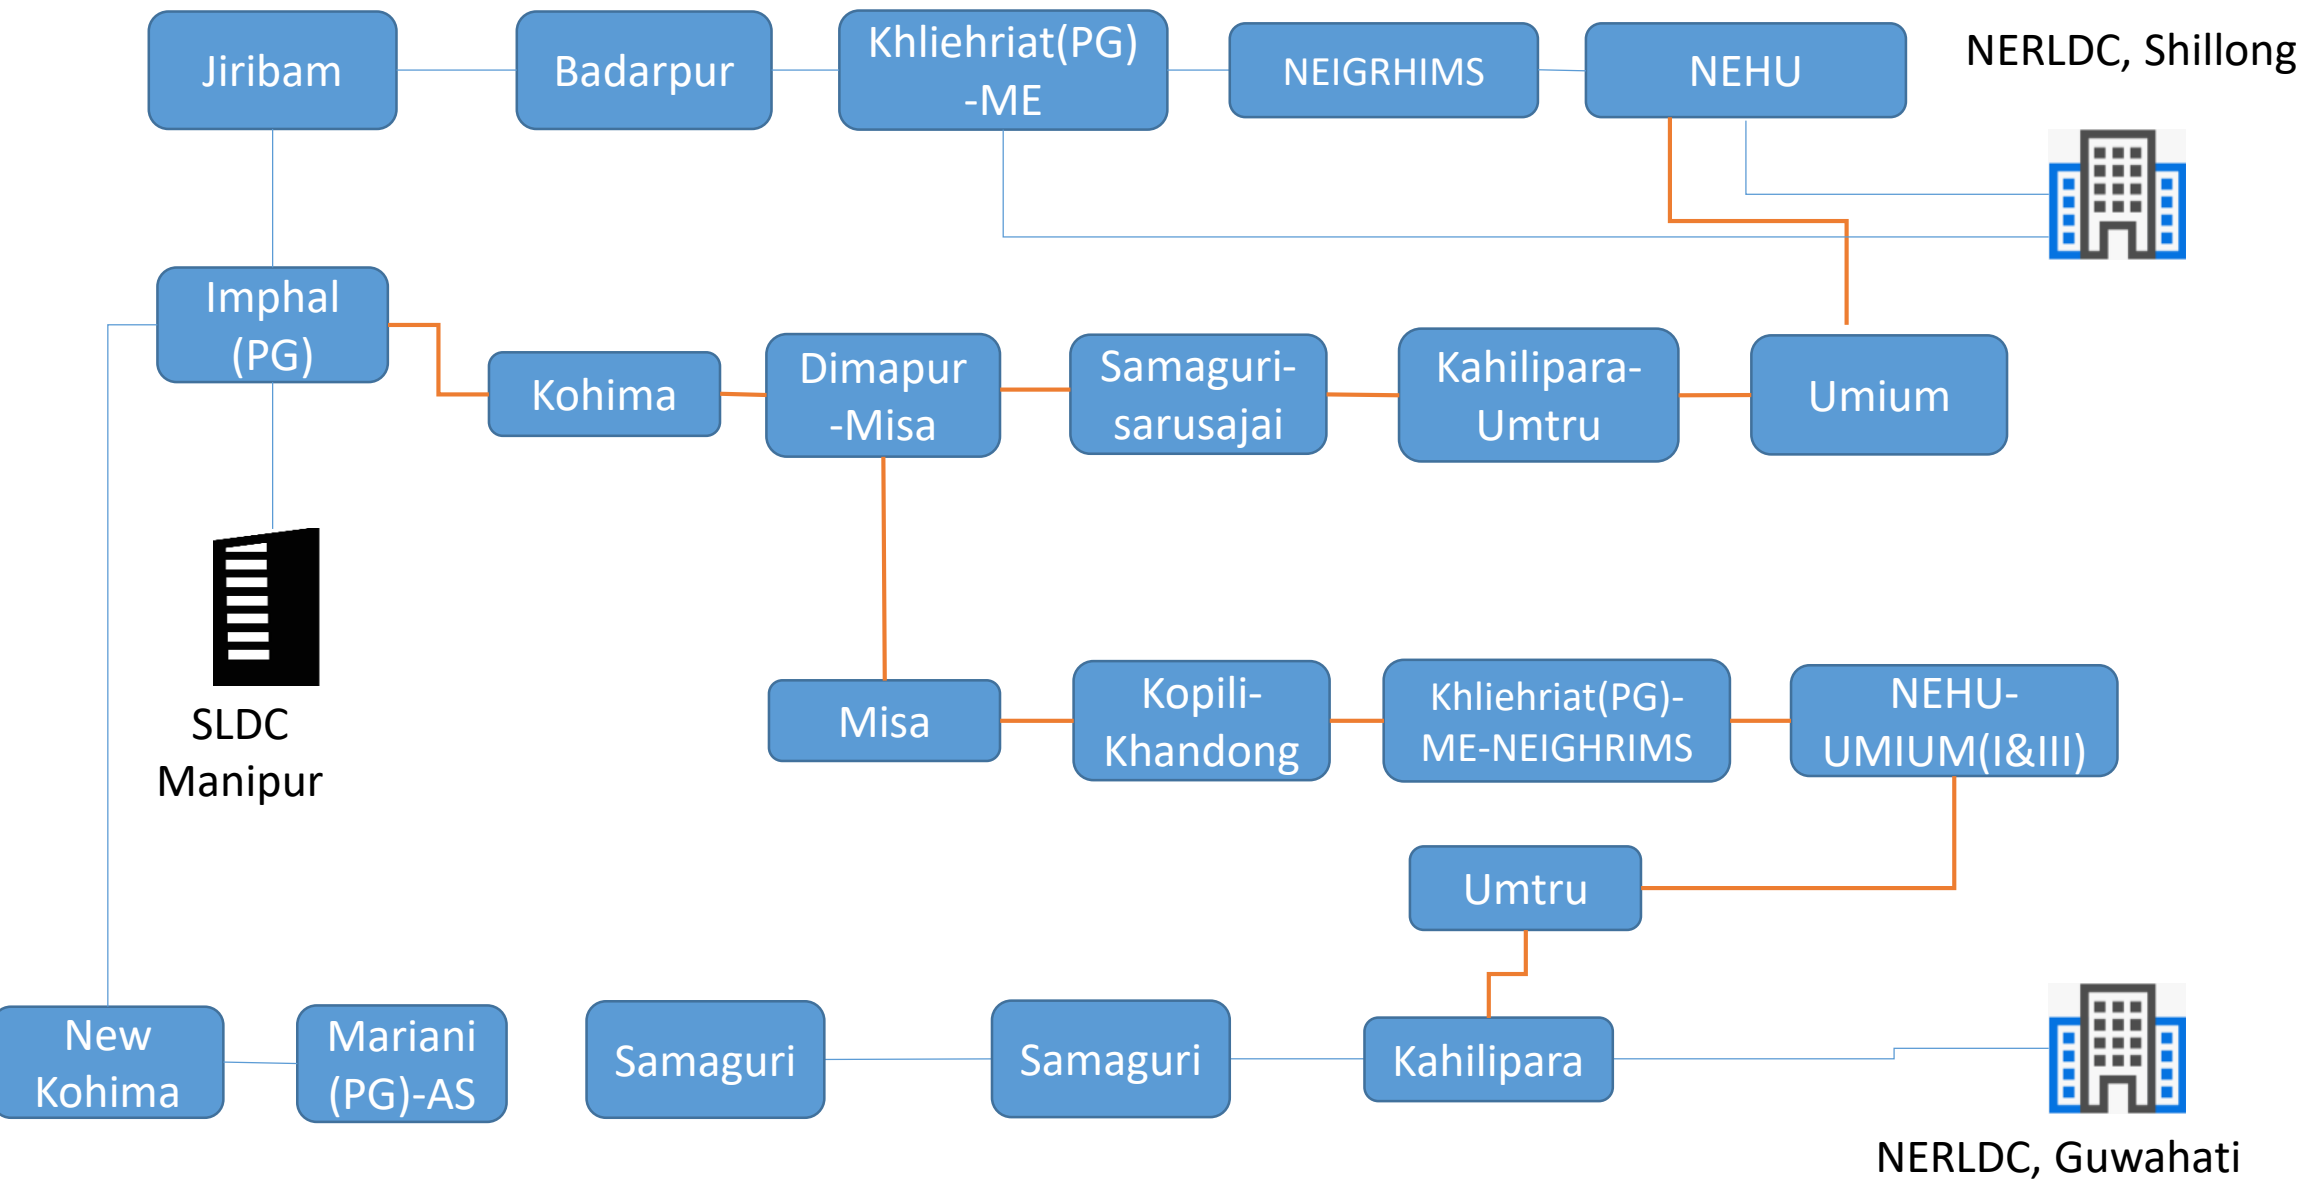 Jiribam
Badarpur
Khliehriat(PG)
-ME
NEIGRHIMS
NEHU
NERLDC, Shillong
Imphal
(PG)
Kohima
Dimapur
-Misa
Samaguri-
sarusajai
Kahilipara-
Umtru
Umium
SLDC
Manipur
Misa
Kopili-
Khandong
Khliehriat(PG)-
ME-NEIGHRIMS
NEHU-
UMIUM(I&III)
Umtru
New
Kohima
Mariani
(PG)-AS
Samaguri
Samaguri
Kahilipara
NERLDC, Guwahati